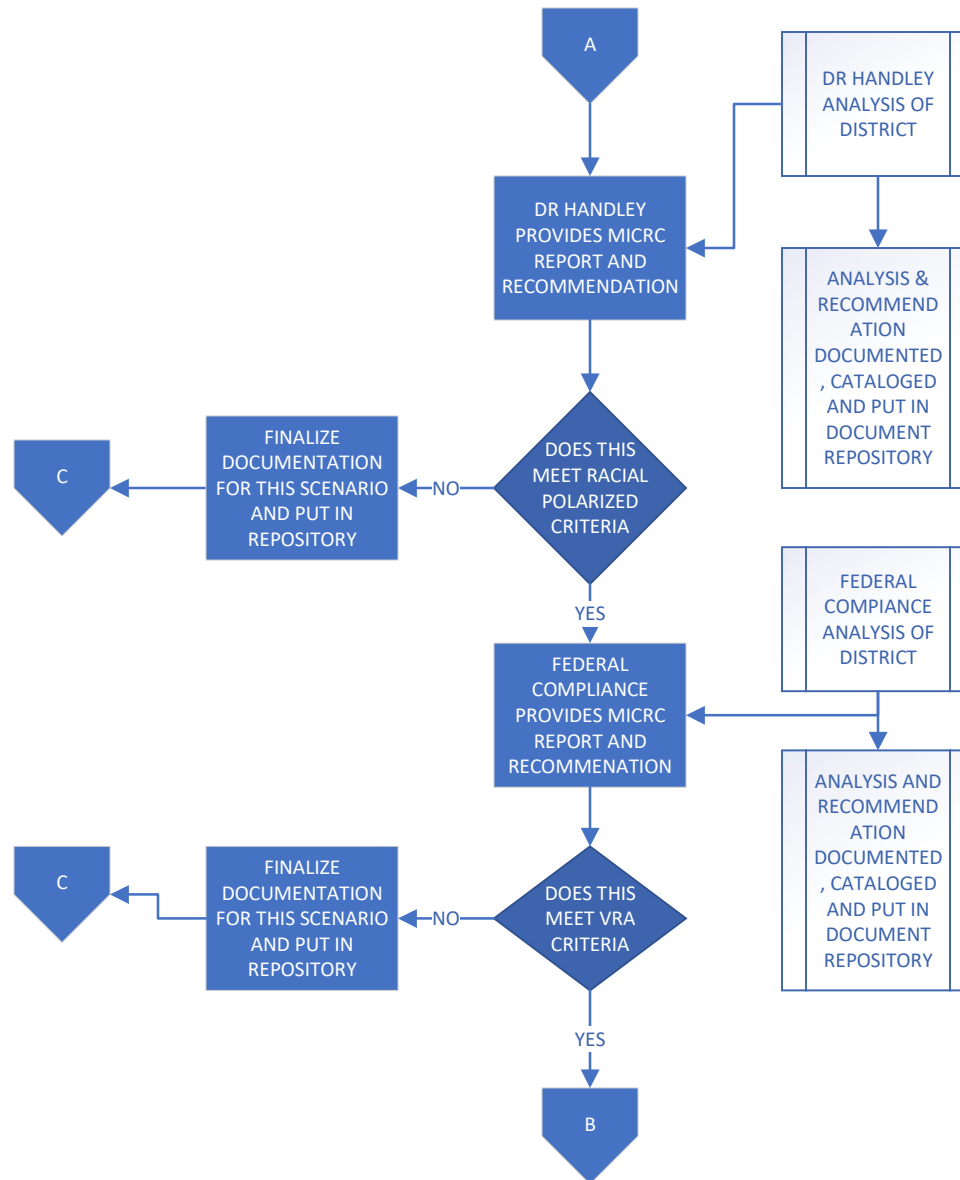 A
DR HANDLEY
ANALYSIS OF
DISTRICT
DR HANDLEY
PROVIDES MICRC
REPORT AND
RECOMMENDATION
ANALYSIS &
RECOMMEND
ATION
DOCUMENTED
, CATALOGED
AND PUT IN
DOCUMENT
REPOSITORY
DOES THIS
MEET RACIAL
POLARIZED
CRITERIA
NO
FINALIZE
DOCUMENTATION
FOR THIS SCENARIO
AND PUT IN
REPOSITORY
C
YES
FEDERAL
COMPIANCE
ANALYSIS OF
DISTRICT
FEDERAL
COMPLIANCE
PROVIDES MICRC
REPORT AND
RECOMMENATION
ANALYSIS AND
RECOMMEND
ATION
DOCUMENTED
, CATALOGED
AND PUT IN
DOCUMENT
REPOSITORY
DOES THIS
MEET VRA
CRITERIA
NO
FINALIZE
DOCUMENTATION
FOR THIS SCENARIO
AND PUT IN
REPOSITORY
C
YES
B